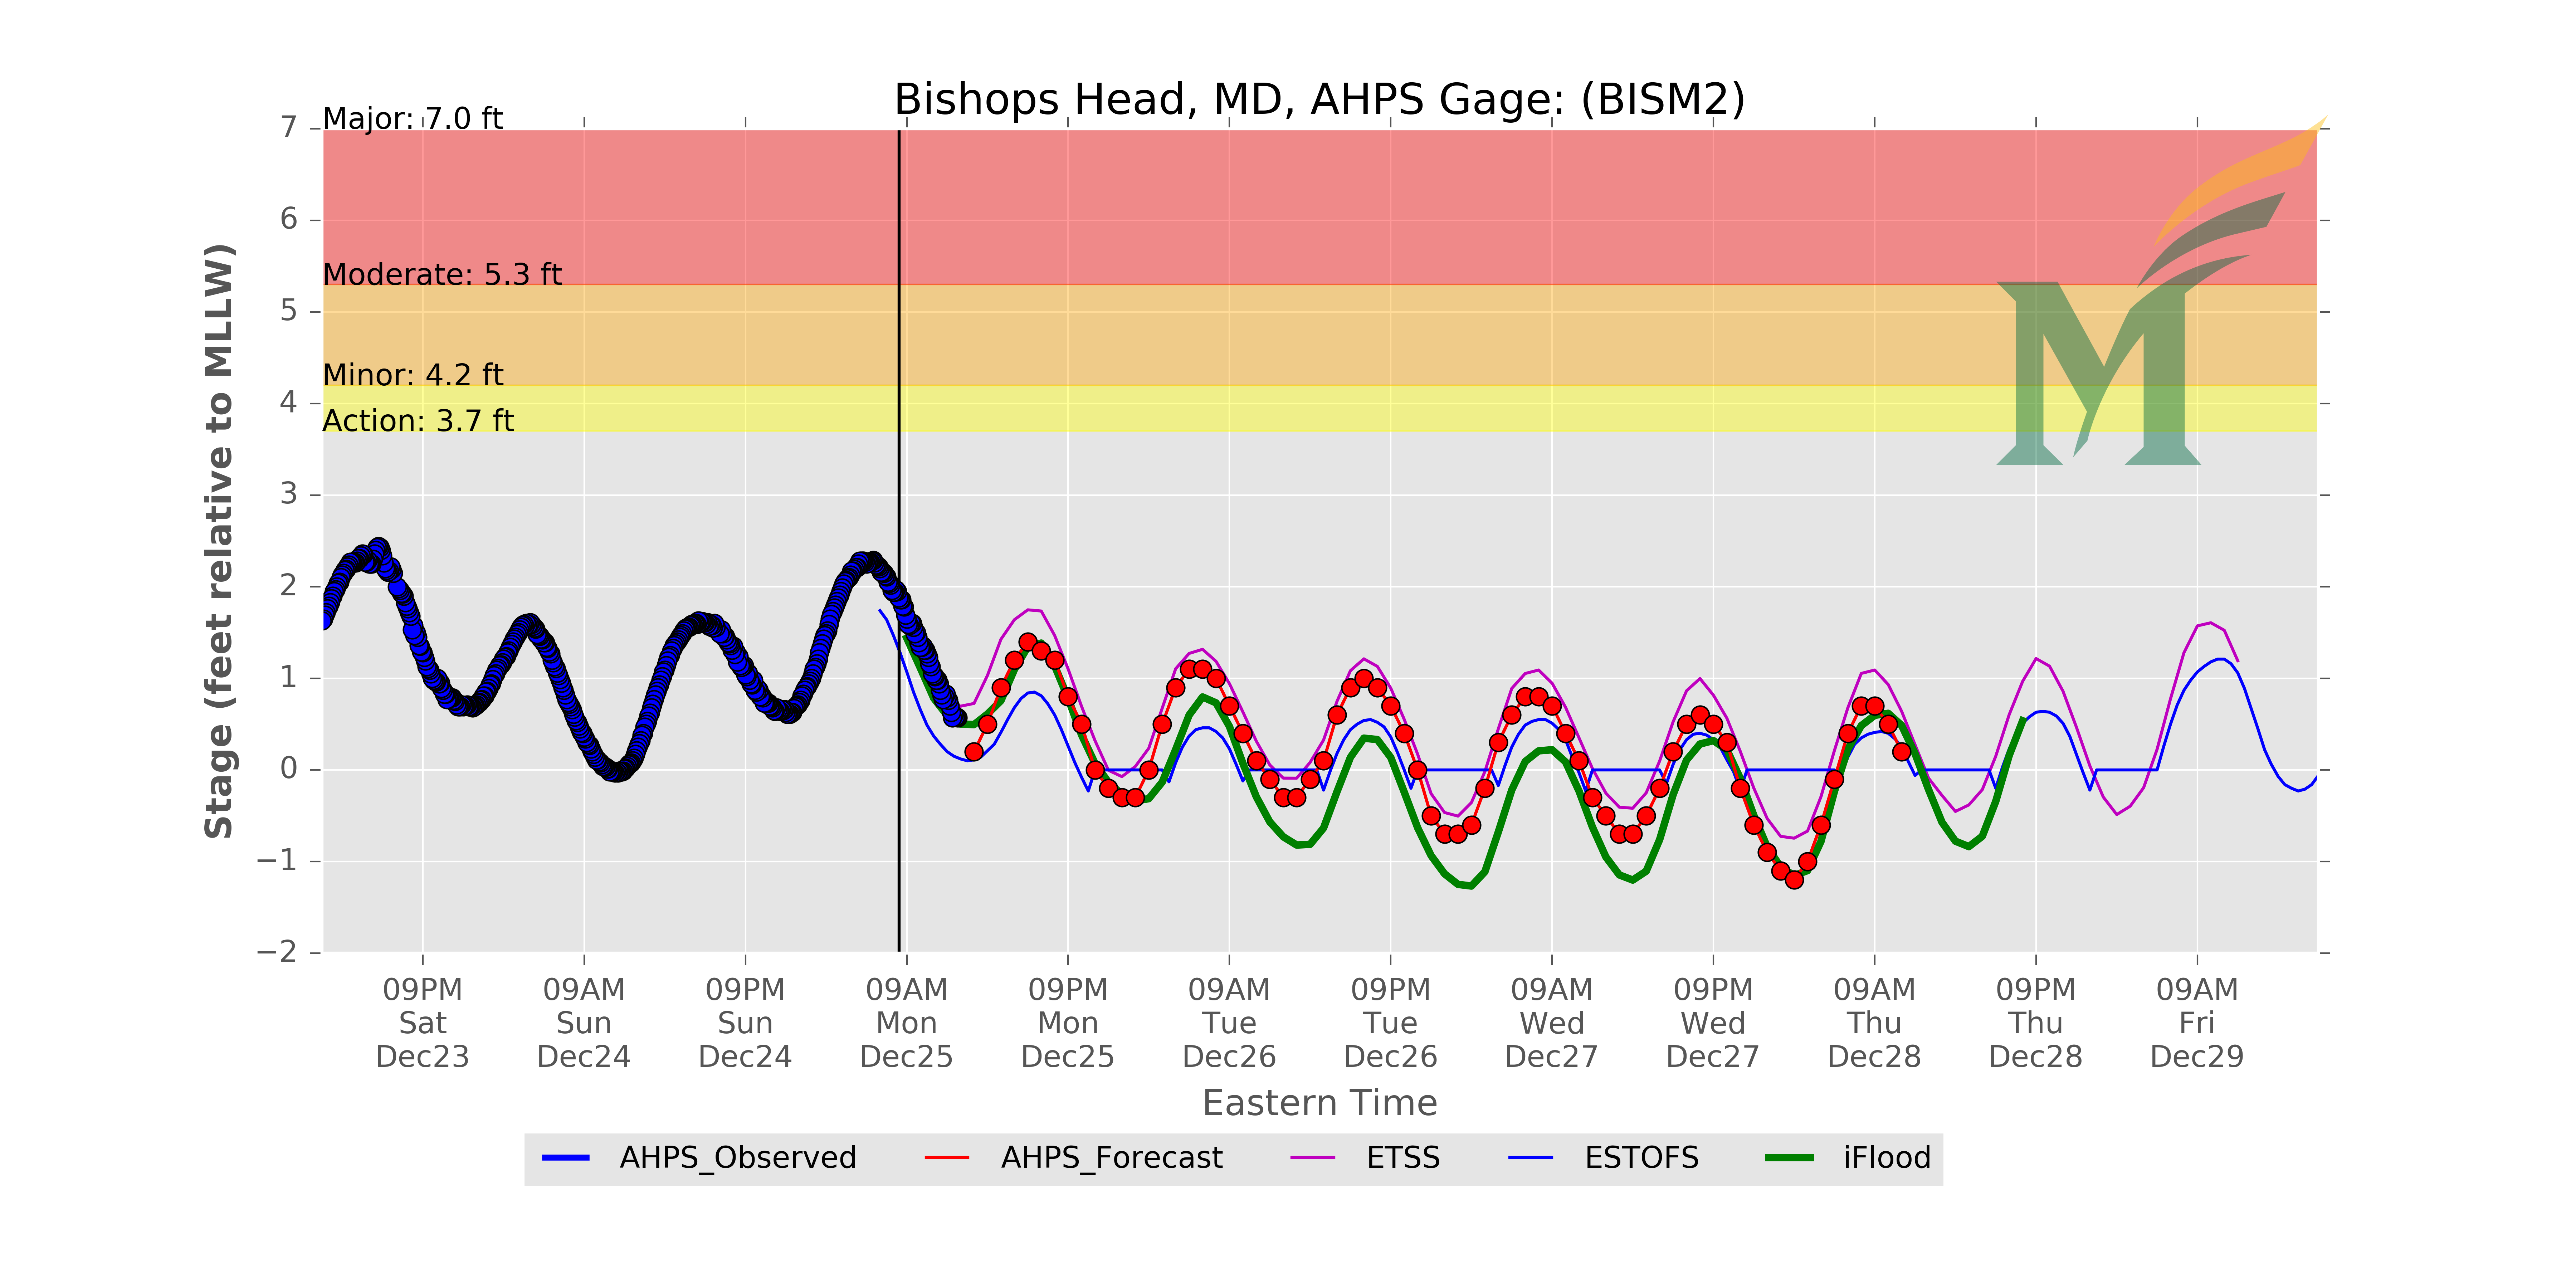 Bishops Head, MD, AHPS Gage: (BISM2)
Major: 7.0 ft
Moderate: 5.3 ft
Minor: 4.2 ft
Action: 3.7 ft
7
6
5
4
3
2
1
0
−1
−2
Stage (feet relative to MLLW)
09PM 09AM 09PM 09AM 09PM 09AM 09PM 09AM 09PM 09AM 09PM 09AM
Sat Sun Sun Mon Mon Tue Tue Wed Wed Thu Thu Fri
Dec23 Dec24 Dec24 Dec25 Dec25 Dec26 Dec26 Dec27 Dec27 Dec28 Dec28 Dec29
Eastern Time
AHPS_Observed AHPS_Forecast ETSS ESTOFS iFlood
M